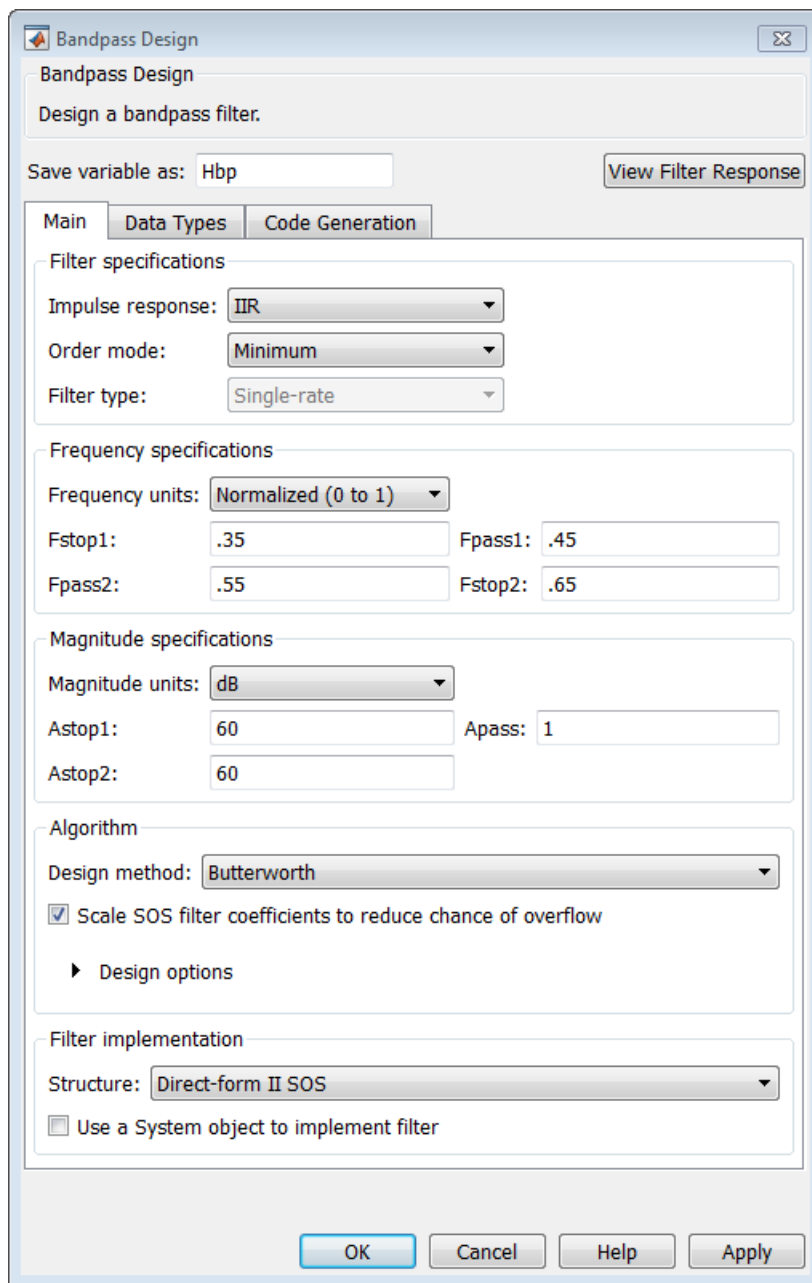 Bandpass Design
Bandpass Design
Design a bandpass filter.
Save variable as: Hbp View Filter Response
Main Data Types Code Generation
Filter specifications
Impulse response: IIR
Order mode: Minimum
Filter type: Single-rate
Frequency specifications
Frequency units: Normalized (0 to 1)
Fstop1: .35 Fpass1: .45
Fpass2: .55 Fstop2: .65
Magnitude specifications
Magnitude units: dB
Astop1: 60 Apass: 1
Astop2: 60
Algorithm
Design method: Butterworth
Scale SOS filter coefficients to reduce chance of overflow
Design options
Filter implementation
Structure: Direct-form II SOS
Use a System object to implement filter
OK Cancel Help Apply